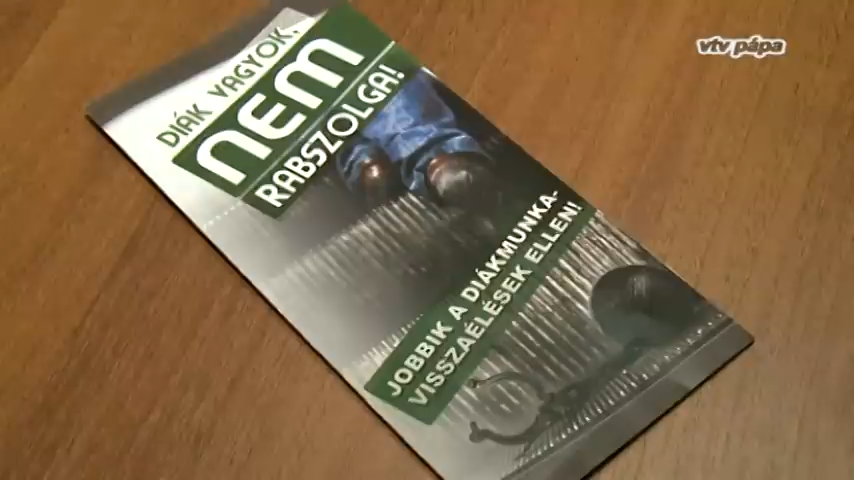 vtv pápa
DIÁK VAGYOK,
NEM
RABSZOLGA!
JOBBIK A DIÁKMUNKA-
VISSZAÉLÉSEK ELLEN!